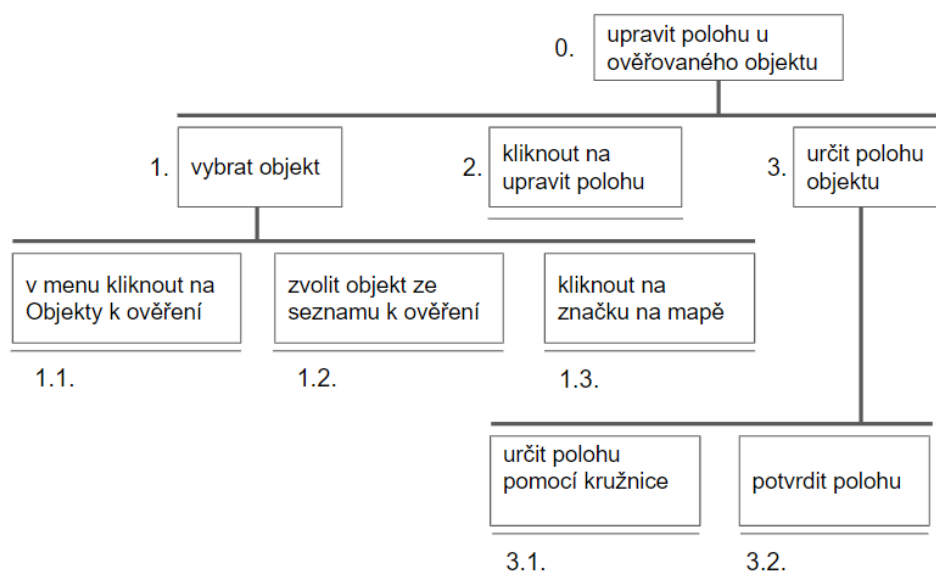 0.
upravit polohu u
ověřovaného objektu
1.
vybrat objekt
2.
kliknout na
upravit polohu
3.
určit polohu
objektu
v menu kliknout na
Objekty k ověření
1.1.
zvolit objekt ze
seznamu k ověření
1.2.
kliknout na
značku na mapě
1.3.
určit polohu
pomocí kružnice
3.1.
potvrdit polohu
3.2.